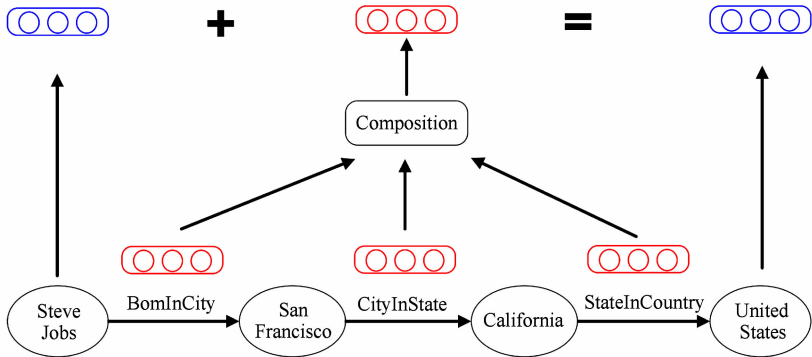 + =
Composition
Steve
Jobs
BomInCity
San
Francisco
CityInState
California
StateInCountry
United
States